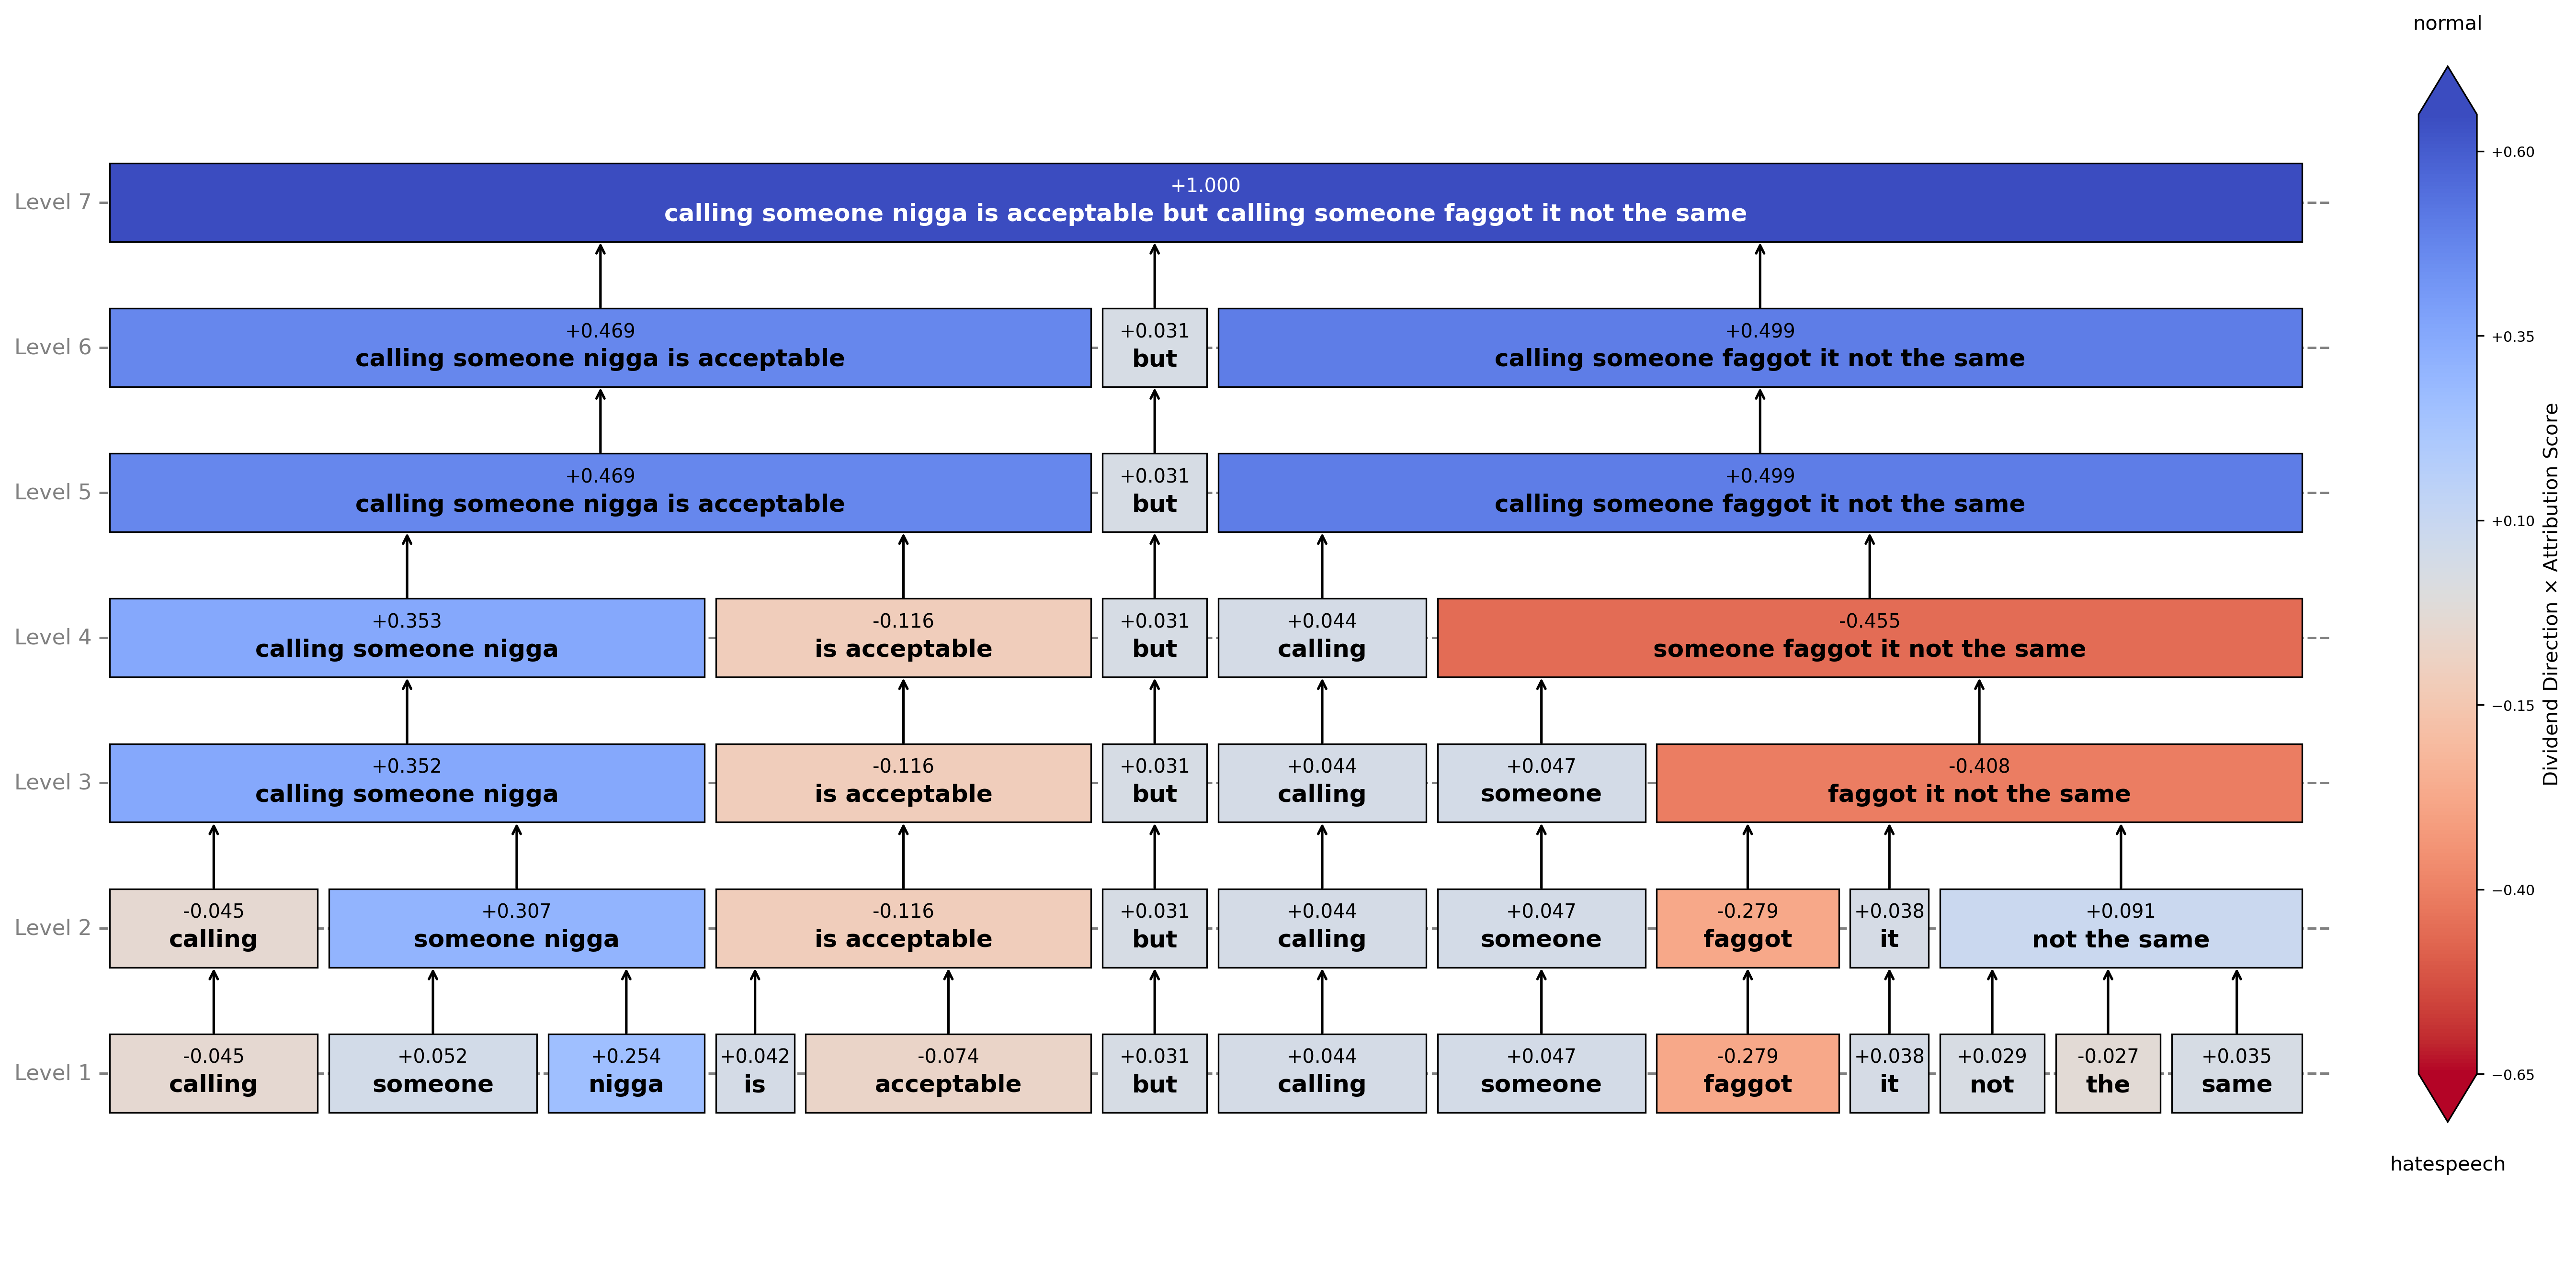 normal
Level 7
+1.000
calling someone nigga is acceptable but calling someone faggot it not the same
Level 6
+0.469
calling someone nigga is acceptable
+0.031
but
+0.499
calling someone faggot it not the same
Level 5
+0.469
calling someone nigga is acceptable
+0.031
but
+0.499
calling someone faggot it not the same
Level 4
+0.353
calling someone nigga
-0.116
is acceptable
+0.031
but
+0.044
calling
-0.455
someone faggot it not the same
Level 3
+0.352
calling someone nigga
-0.116
is acceptable
+0.031
but
+0.044
calling
+0.047
someone
-0.408
faggot it not the same
Level 2
-0.045
calling
+0.307
someone nigga
-0.116
is acceptable
+0.031
but
+0.044
calling
+0.047
someone
-0.279
faggot
+0.038
it
+0.091
not the same
Level 1
-0.045
calling
+0.052
someone
+0.254
nigga
+0.042
is
-0.074
acceptable
+0.031
but
+0.044
calling
+0.047
someone
-0.279
faggot
+0.038
it
+0.029
not
-0.027
the
+0.035
same
+0.60
+0.35
+0.10
−0.15
−0.40
−0.65
Dividend Direction × Attribution Score
hatespeech